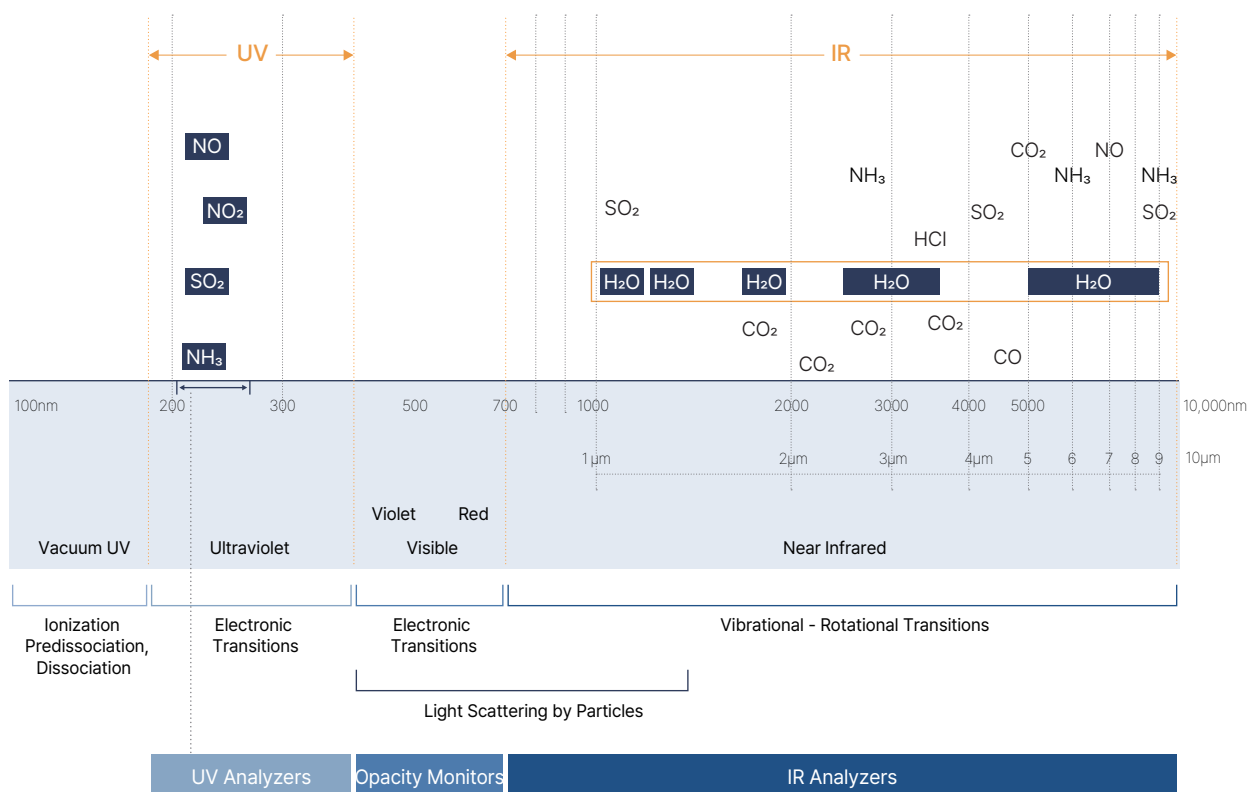 UV
IR
NO
CO₂
NO
NH₃
NH₃
NH₃
NO₂
SO₂
SO₂
SO₂
HCl
SO₂
H₂O
H₂O
H₂O
H₂O
H₂O
CO₂
CO₂
CO₂
NH₃
CO₂
CO
100nm
200
300
500
700
1000
2000
3000
4000
5000
10,000nm
1 µm
2µm
3µm
4µm
5
6
7
8
9
10µm
Violet
Red
Vacuum UV
Ultraviolet
Visible
Near Infrared
Ionization
Predissociation,
Dissociation
Electronic
Transitions
Electronic
Transitions
Vibrational - Rotational Transitions
Light Scattering by Particles
UV Analyzers
Opacity Monitors
IR Analyzers